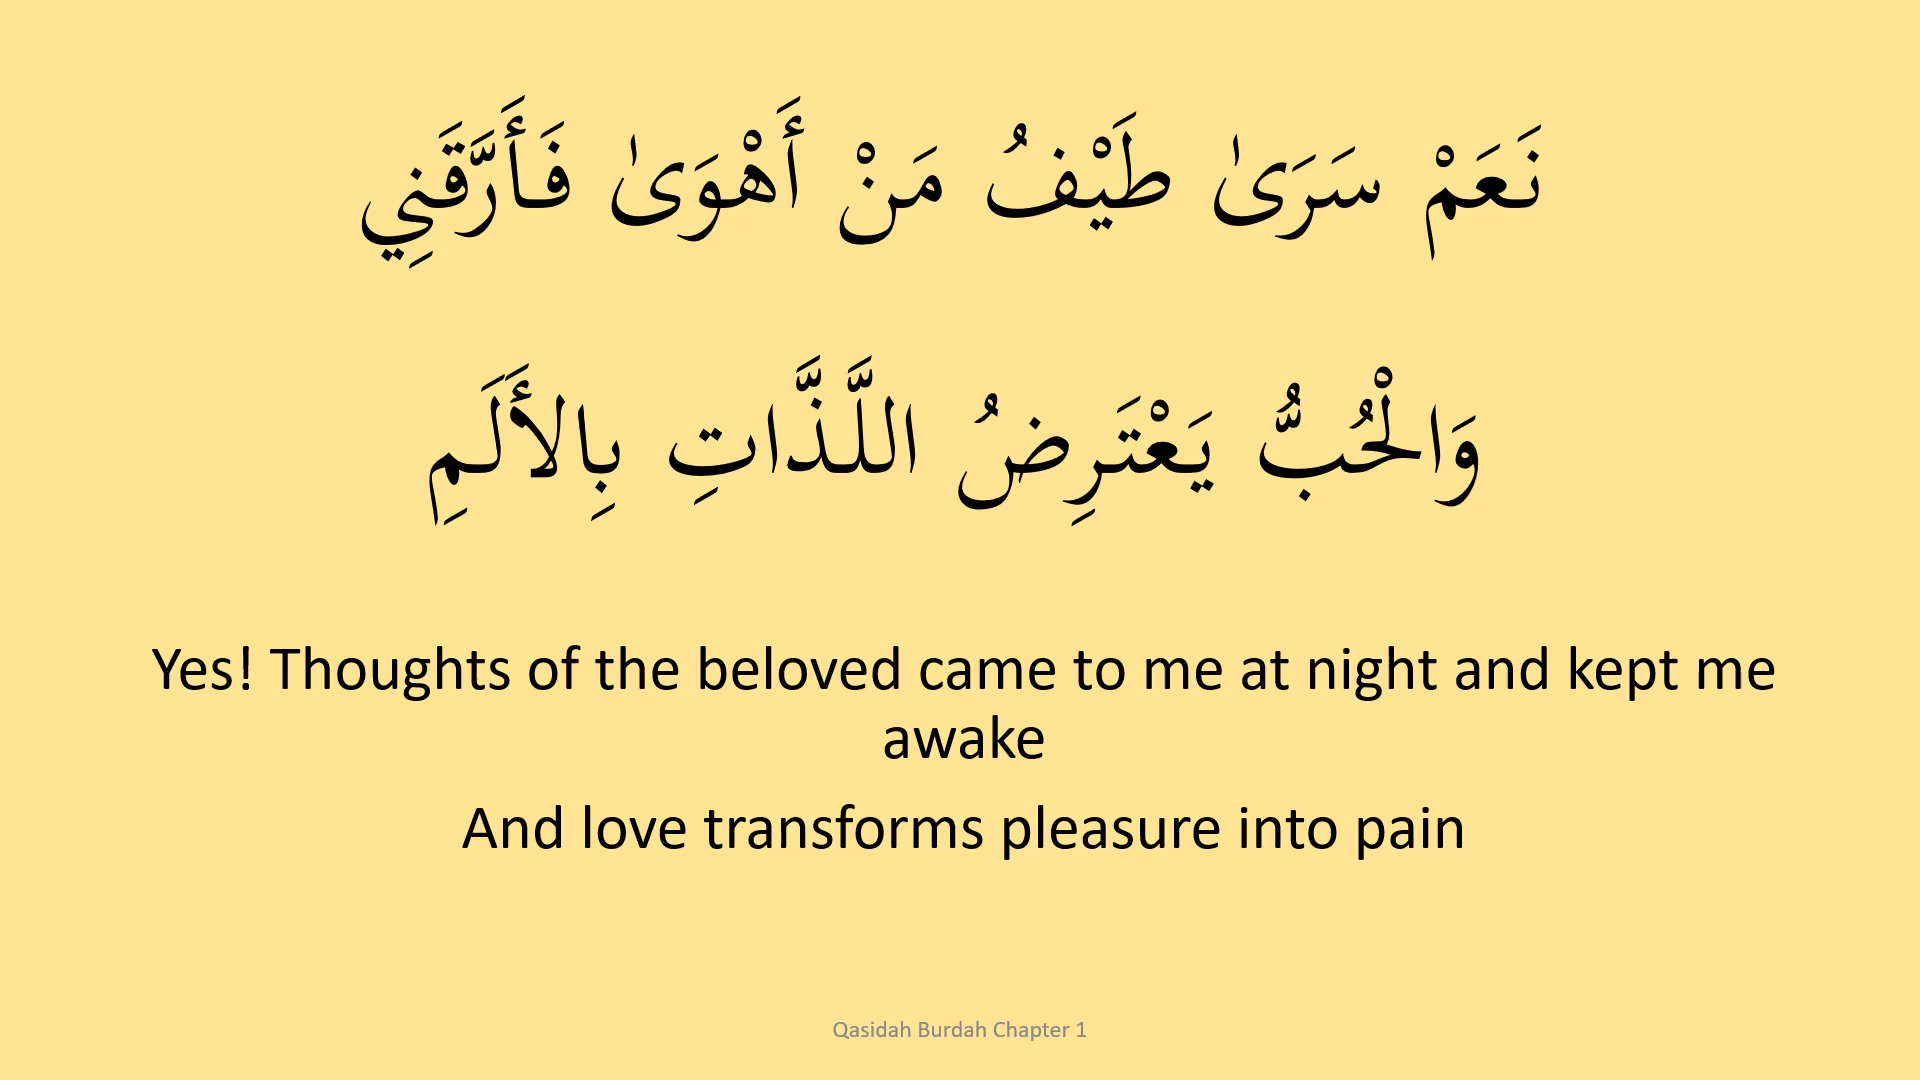 نَعَمْ سَرَىٰ طَيْفُ مَنْ أَهْوَىٰ فَأَرَّقَنِي
وَالْحُبُّ يَعْتَرِضُ اللَّذَّاتِ بِالأَلَمِ
Yes! Thoughts of the beloved came to me at night and kept me
awake
And love transforms pleasure into pain
Qasidah Burdah Chapter 1